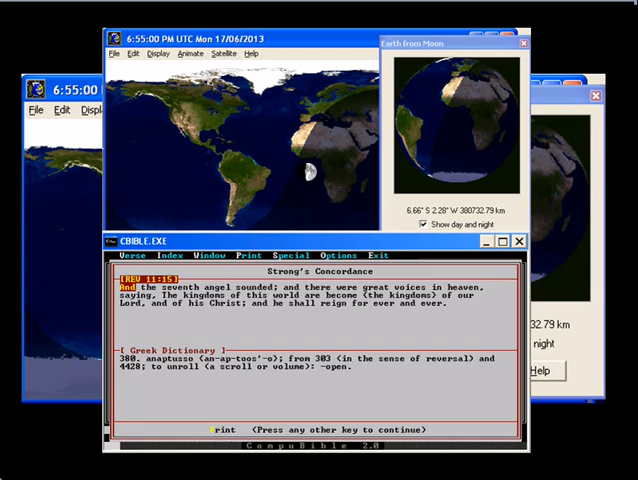 6:55:00 PM UTC Mon 17/06/2013
File Edit Display Animate Satellite Help
Earth from Moon
6.66° S 2.28° W 380732.79 km
Show day and night
6:55:00
File Edit Displ
32.79 km
night
Help
CBIBLE.EXE
Verse Index Window Print Special Options Exit
Strong's Concordance
[REV 11:15]
And the seventh angel sounded; and there were great voices in heaven,
saying, The kingdoms of this world are become (the kingdoms) of our
Lord, and of his Christ; and he shall reign for ever and ever.
[ Greek Dictionary ]
380. anaptusso (an-ap-toos'-o); from 303 (in the sense of reversal) and
4428; to unroll (a scroll or volume): -open.
Print (Press any other key to continue)
CompuBible 2.0